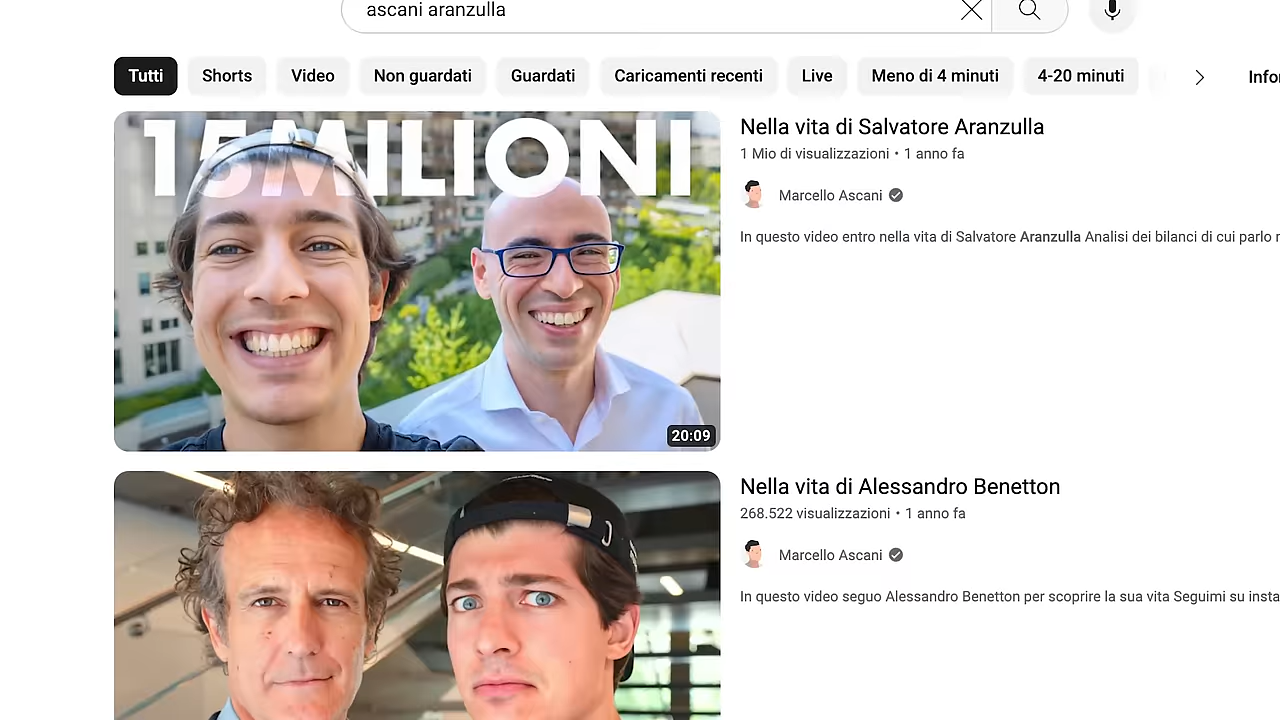 ascani aranzulla
Tutti Shorts Video Non guardati Guardati Caricamenti recenti Live Meno di 4 minuti 4-20 minuti
15MILIONI
20:09
Nella vita di Salvatore Aranzulla
1 Mio di visualizzazioni • 1 anno fa
Marcello Ascani
In questo video entro nella vita di Salvatore Aranzulla Analisi dei bilanci di cui parlo
Nella vita di Alessandro Benetton
268.522 visualizzazioni • 1 anno fa
Marcello Ascani
In questo video seguo Alessandro Benetton per scoprire la sua vita Seguimi su insta